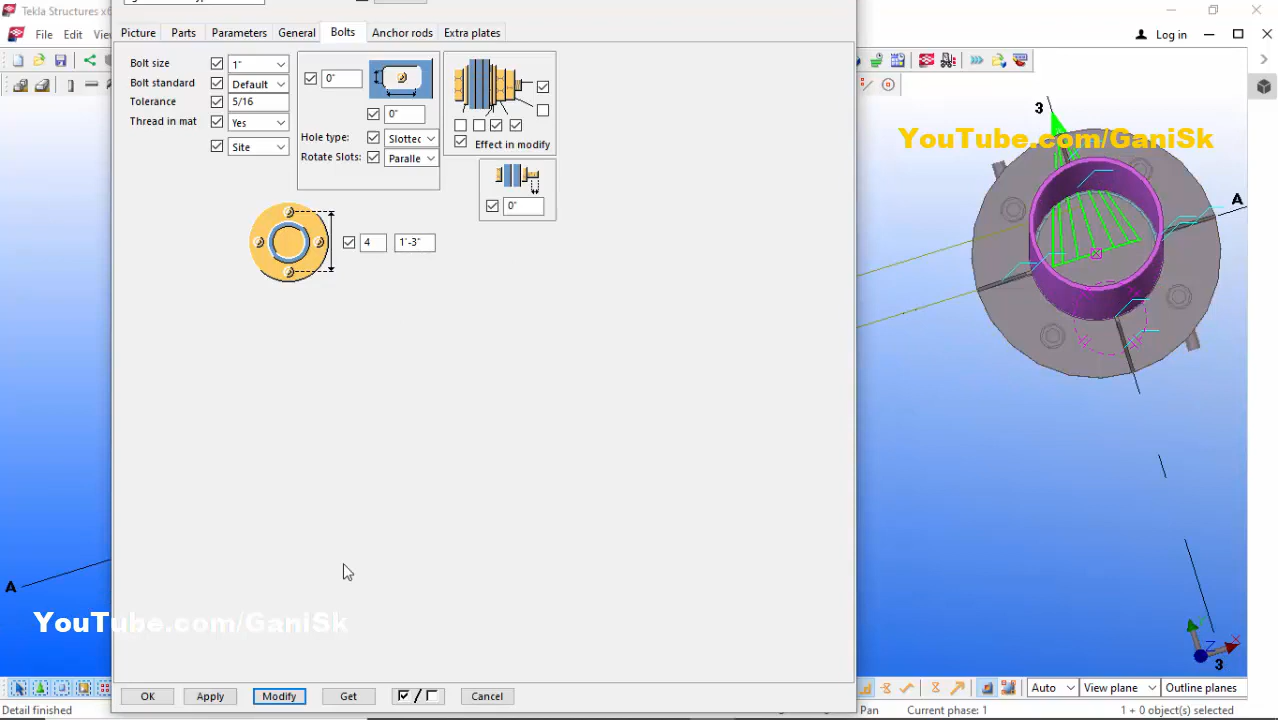 Tekla Structures x6
Log in
File Edit Vie
Picture Parts Parameters General Bolts Anchor rods Extra plates
Bolt size 1"
Bolt standard Default
Tolerance 5/16
Thread in mat Yes
Site
0"
0"
Hole type: Slottec
Rotate Slots: Paralle
Effect in modify
0"
4 1'-3"
3
YouTube.com/GaniSk
A
A
YouTube.com/GaniSk
Z X
3
OK Apply Modify Get / Cancel
Auto View plane Outline planes
Detail finished Pan Current phase: 1 1 + 0 object(s) selected